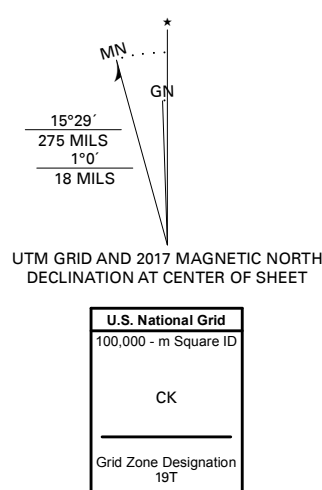 MN
GN
15°29´
275 MILS
1°0´
18 MILS
UTM GRID AND 2017 MAGNETIC NORTH
DECLINATION AT CENTER OF SHEET
U.S. National Grid
100,000 - m Square ID
CK
Grid Zone Designation
19T